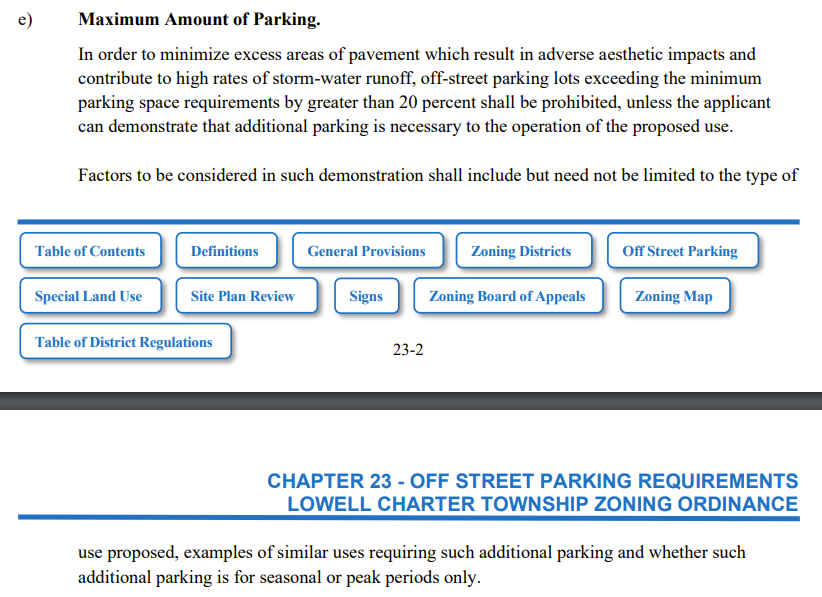 e) Maximum Amount of Parking.
In order to minimize excess areas of pavement which result in adverse aesthetic impacts and
contribute to high rates of storm-water runoff, off-street parking lots exceeding the minimum
parking space requirements by greater than 20 percent shall be prohibited, unless the applicant
can demonstrate that additional parking is necessary to the operation of the proposed use.
Factors to be considered in such demonstration shall include but need not be limited to the type of
Table of Contents Definitions General Provisions Zoning Districts Off Street Parking
Special Land Use Site Plan Review Signs Zoning Board of Appeals Zoning Map
Table of District Regulations
23-2
CHAPTER 23 - OFF STREET PARKING REQUIREMENTS
LOWELL CHARTER TOWNSHIP ZONING ORDINANCE
use proposed, examples of similar uses requiring such additional parking and whether such
additional parking is for seasonal or peak periods only.